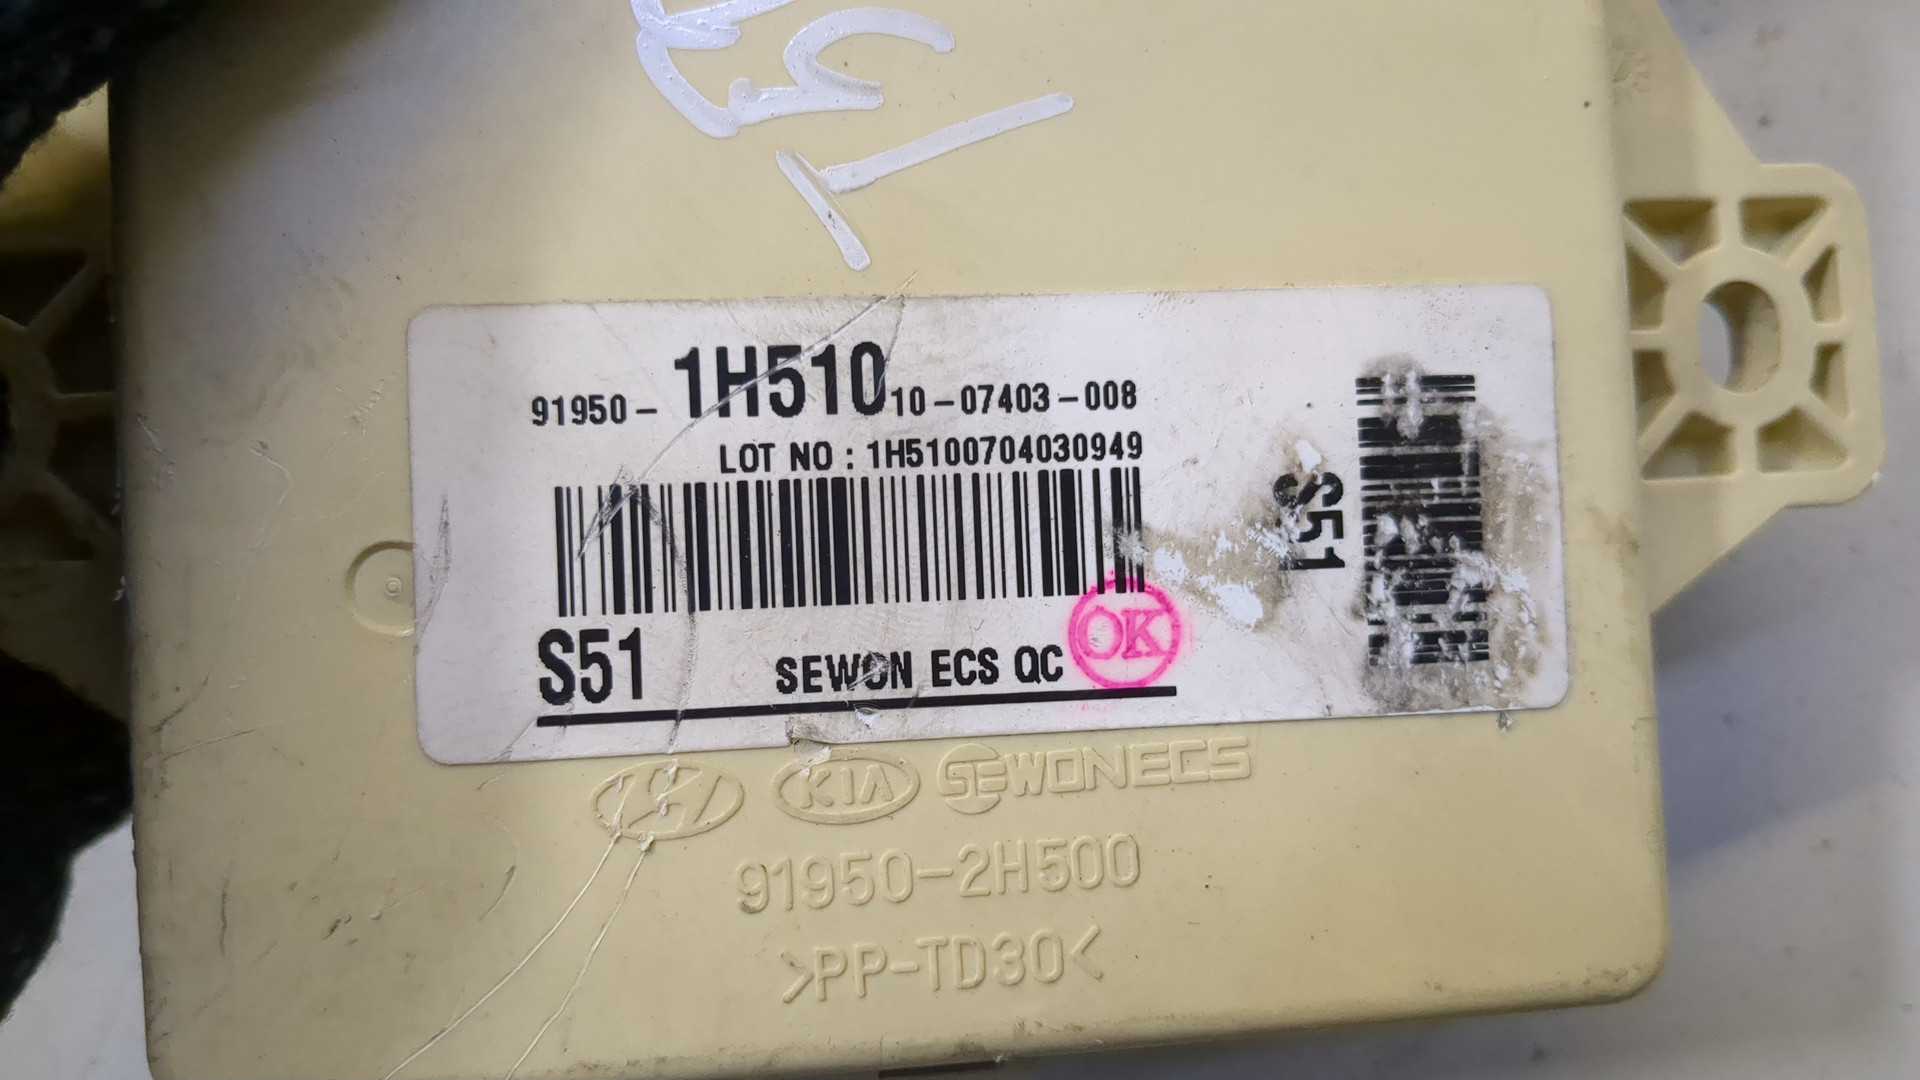 91950-1H510 10-07403-008
LOT NO : 1H5100704030949
S51
S51
SEWON ECS QC
OK
KIA
SEWONECS
91950-2H500
>PP-TD30<